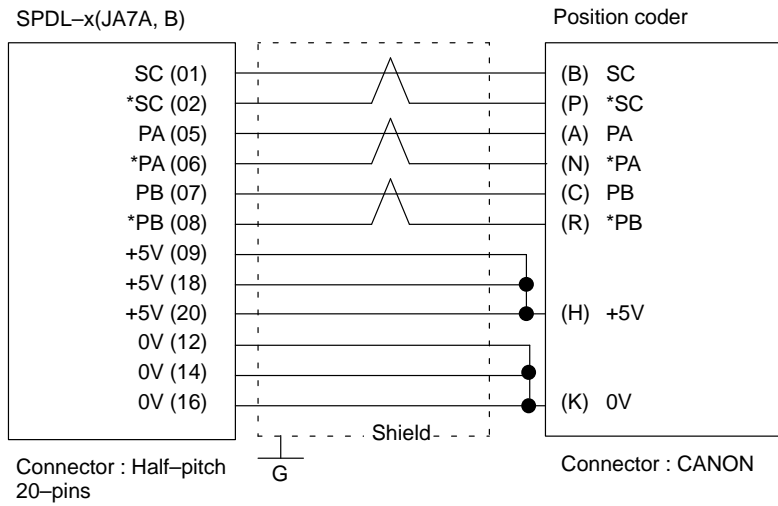 SPDL–x(JA7A, B)
Position coder
SC (01)
(B) SC
*SC (02)
(P) *SC
PA (05)
(A) PA
*PA (06)
(N) *PA
PB (07)
(C) PB
*PB (08)
(R) *PB
+5V (09)
+5V (18)
+5V (20)
(H) +5V
0V (12)
0V (14)
0V (16)
(K) 0V
Shield
G
Connector : Half–pitch
20–pins
Connector : CANON